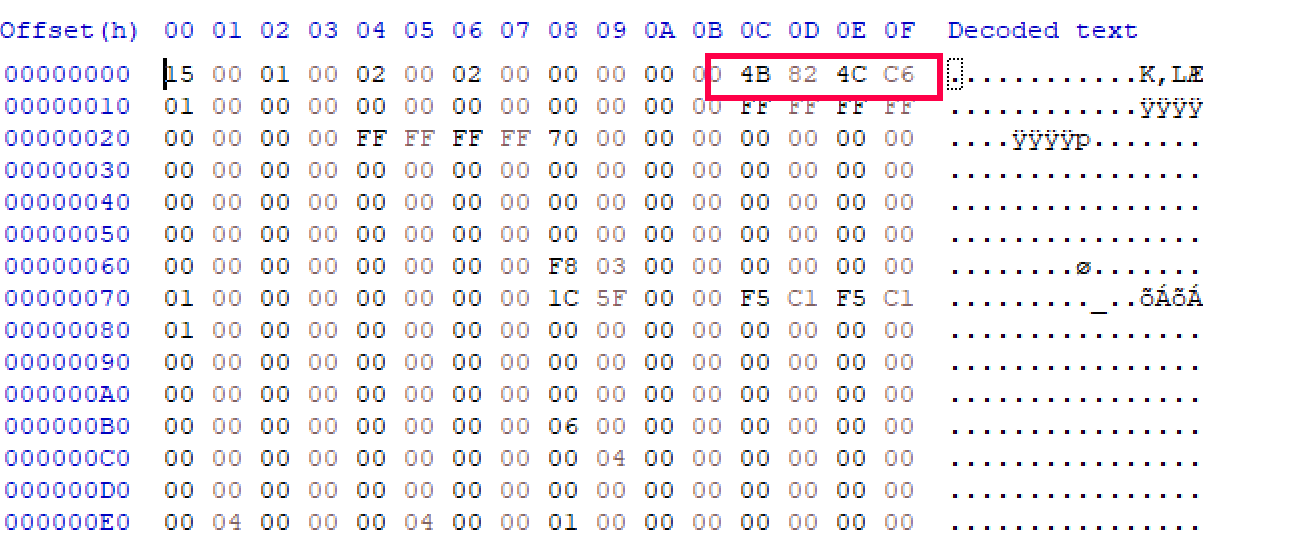 Offset(h) 00 01 02 03 04 05 06 07 08 09 0A 0B 0C 0D 0E 0F Decoded text
00000000 15 00 01 00 02 00 02 00 00 00 00 00 4B 82 4C C6 ............K‚LÆ
00000010 01 00 00 00 00 00 00 00 00 00 00 00 FF FF FF FF ............ÿÿÿÿ
00000020 00 00 00 00 FF FF FF FF 70 00 00 00 00 00 00 00 ....ÿÿÿÿp.......
00000030 00 00 00 00 00 00 00 00 00 00 00 00 00 00 00 00 ................
00000040 00 00 00 00 00 00 00 00 00 00 00 00 00 00 00 00 ................
00000050 00 00 00 00 00 00 00 00 00 00 00 00 00 00 00 00 ................
00000060 00 00 00 00 00 00 00 00 F8 03 00 00 00 00 00 00 ........ø.......
00000070 01 00 00 00 00 00 00 00 1C 5F 00 00 F5 C1 F5 C1 ........._..õÁõÁ
00000080 01 00 00 00 00 00 00 00 00 00 00 00 00 00 00 00 ................
00000090 00 00 00 00 00 00 00 00 00 00 00 00 00 00 00 00 ................
000000A0 00 00 00 00 00 00 00 00 00 00 00 00 00 00 00 00 ................
000000B0 00 00 00 00 00 00 00 00 06 00 00 00 00 00 00 00 ................
000000C0 00 00 00 00 00 00 00 00 00 04 00 00 00 00 00 00 ................
000000D0 00 00 00 00 00 00 00 00 00 00 00 00 00 00 00 00 ................
000000E0 00 04 00 00 00 04 00 00 01 00 00 00 00 00 00 00 ................